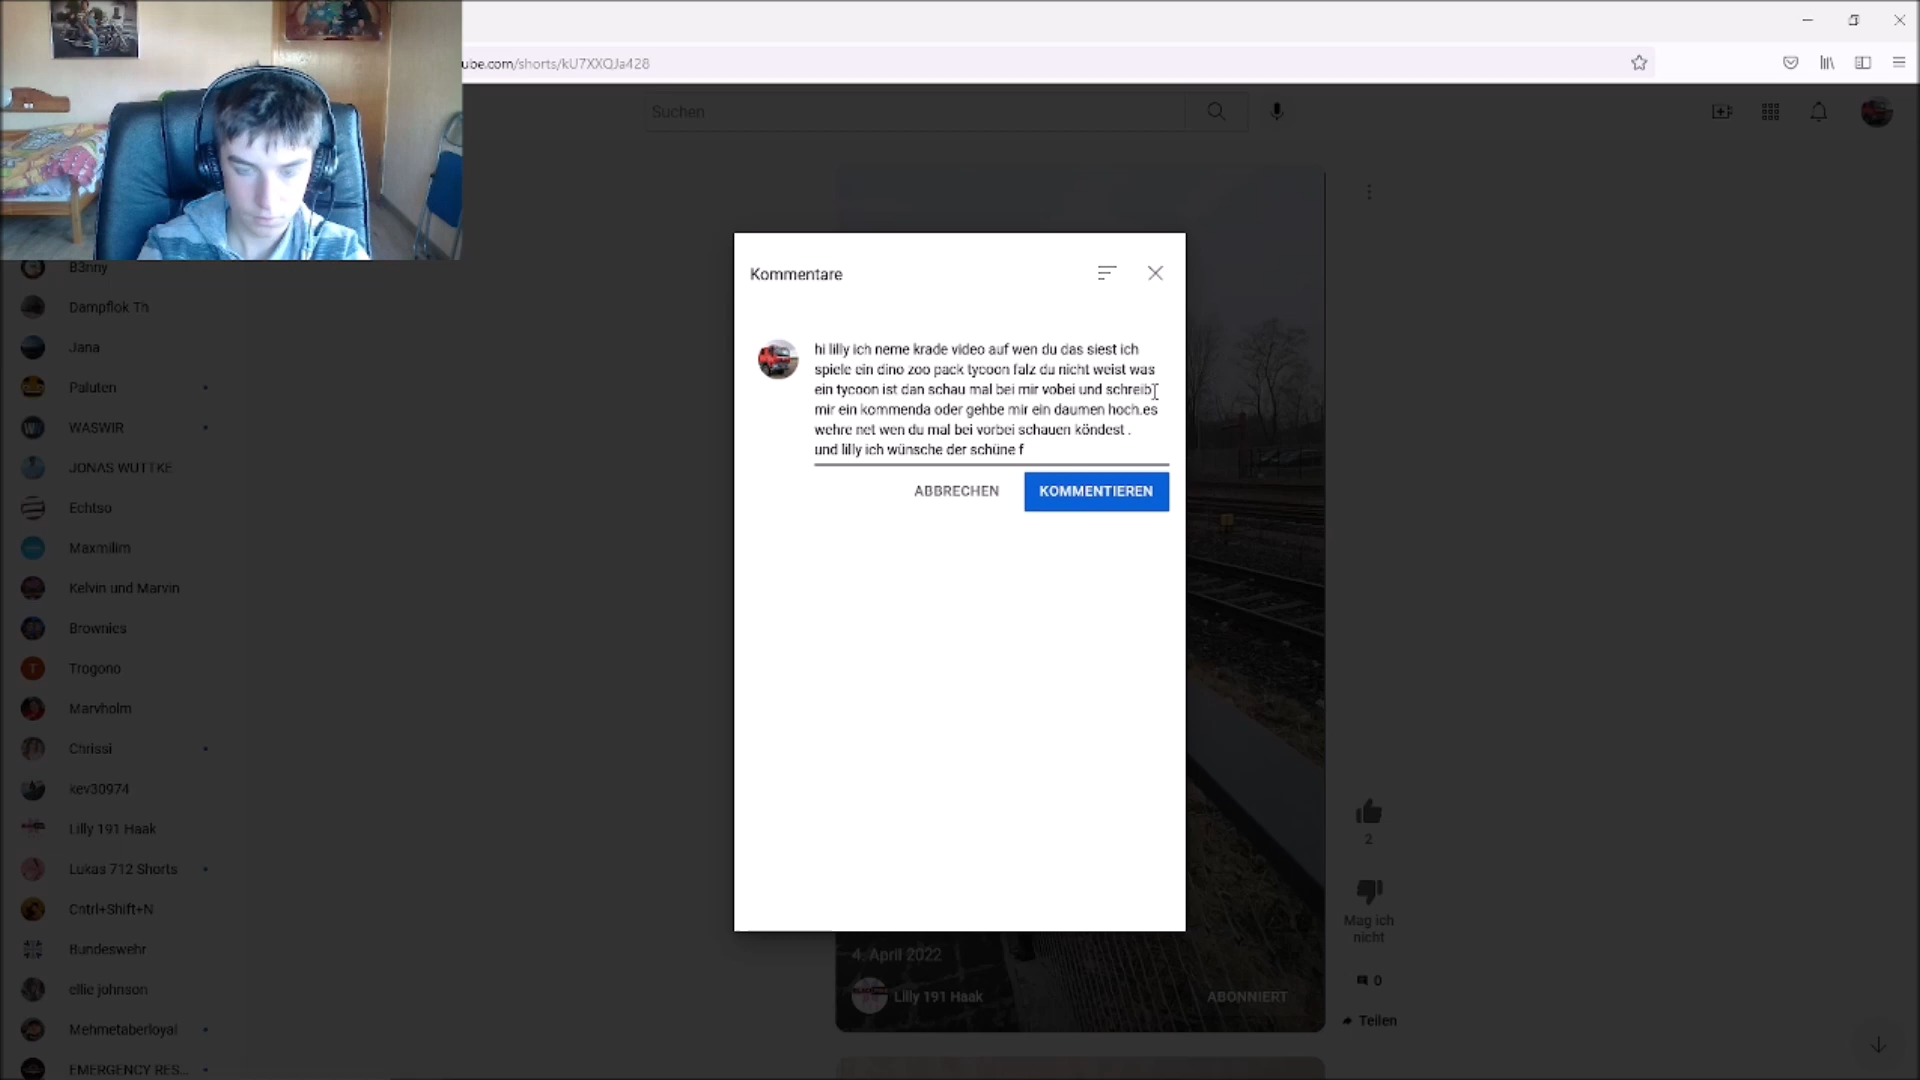 ube.com/shorts/kU7XXQJa428
Suchen
B3nny
Dampflok Th
Jana
Paluten
WASWIR
JONAS WUTTKE
Echtso
Maxmilim
Kelvin und Marvin
Brownies
Trogono
Marvholm
Chrissi
kev30974
Lilly 191 Haak
Lukas 712 Shorts
Cntrl+Shift+N
Bundeswehr
ellie johnson
Mehmetaberloyal
EMERGENCY RES...
Kommentare
hi lilly ich neme krade video auf wen du das siest ich
spiele ein dino zoo pack tycoon falz du nicht weist was
ein tycoon ist dan schau mal bei mir vobei und schreib
mir ein kommenda oder gehbe mir ein daumen hoch.es
wehre net wen du mal bei vorbei schauen köndest .
und lilly ich wünsche der schüne f
ABBRECHEN
KOMMENTIEREN
4. April 2022
Lilly 191 Haak
ABONNIERT
2
Mag ich
nicht
0
Teilen